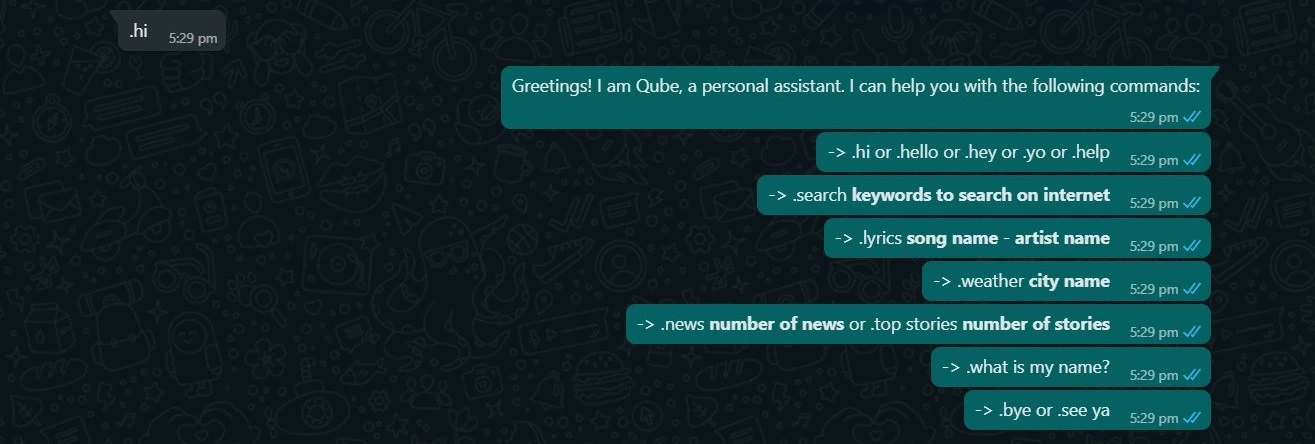 .hi 5:29 pm
Greetings! I am Qube, a personal assistant. I can help you with the following commands:
5:29 pm
-> .hi or .hello or .hey or .yo or .help 5:29 pm
-> .search keywords to search on internet 5:29 pm
-> .lyrics song name - artist name 5:29 pm
-> .weather city name 5:29 pm
-> .news number of news or .top stories number of stories 5:29 pm
-> .what is my name? 5:29 pm
-> .bye or .see ya 5:29 pm